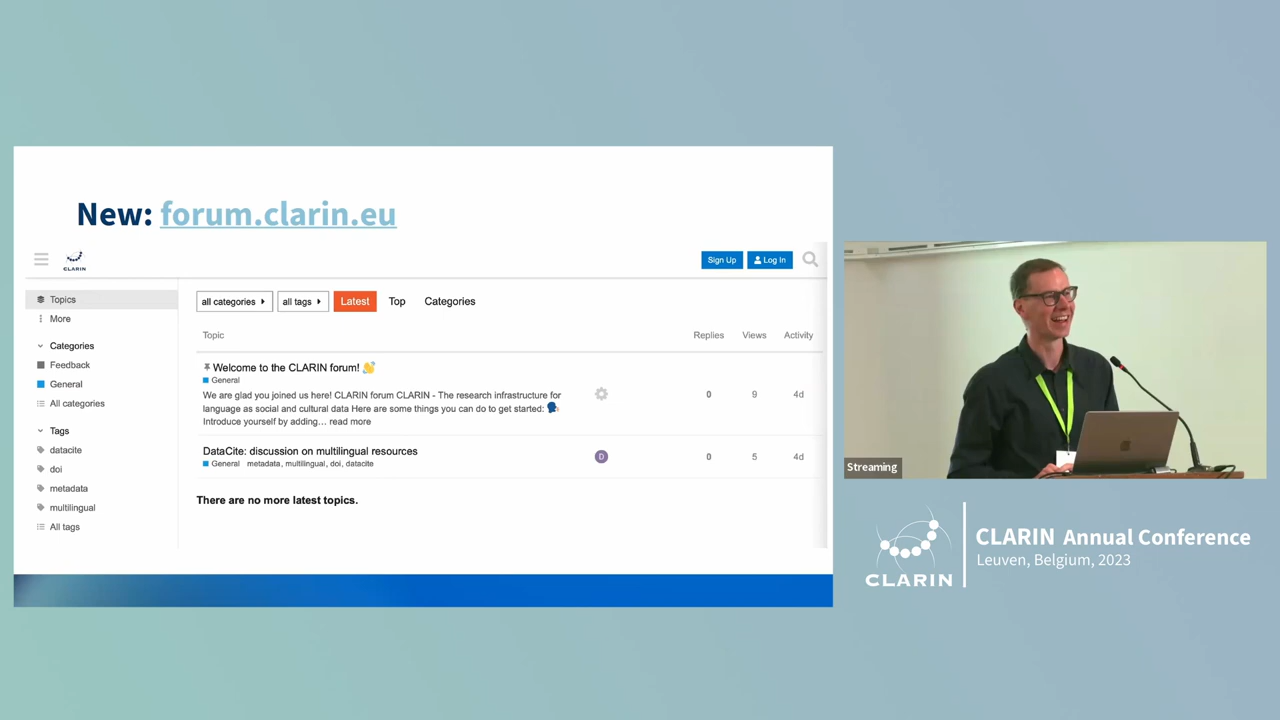 New: forum.clarin.eu
CLARIN
Sign Up
Log In
Topics
More
Categories
Feedback
General
All categories
Tags
datacite
doi
metadata
multilingual
All tags
all categories
all tags
Latest
Top
Categories
Topic
Replies
Views
Activity
Welcome to the CLARIN forum! 👋
General
We are glad you joined us here! CLARIN forum CLARIN - The research infrastructure for
language as social and cultural data Here are some things you can do to get started: 🗣
Introduce yourself by adding… read more
0
9
4d
DataCite: discussion on multilingual resources
General metadata, multilingual, doi, datacite
D
0
5
4d
There are no more latest topics.
Streaming
CLARIN
CLARIN Annual Conference
Leuven, Belgium, 2023